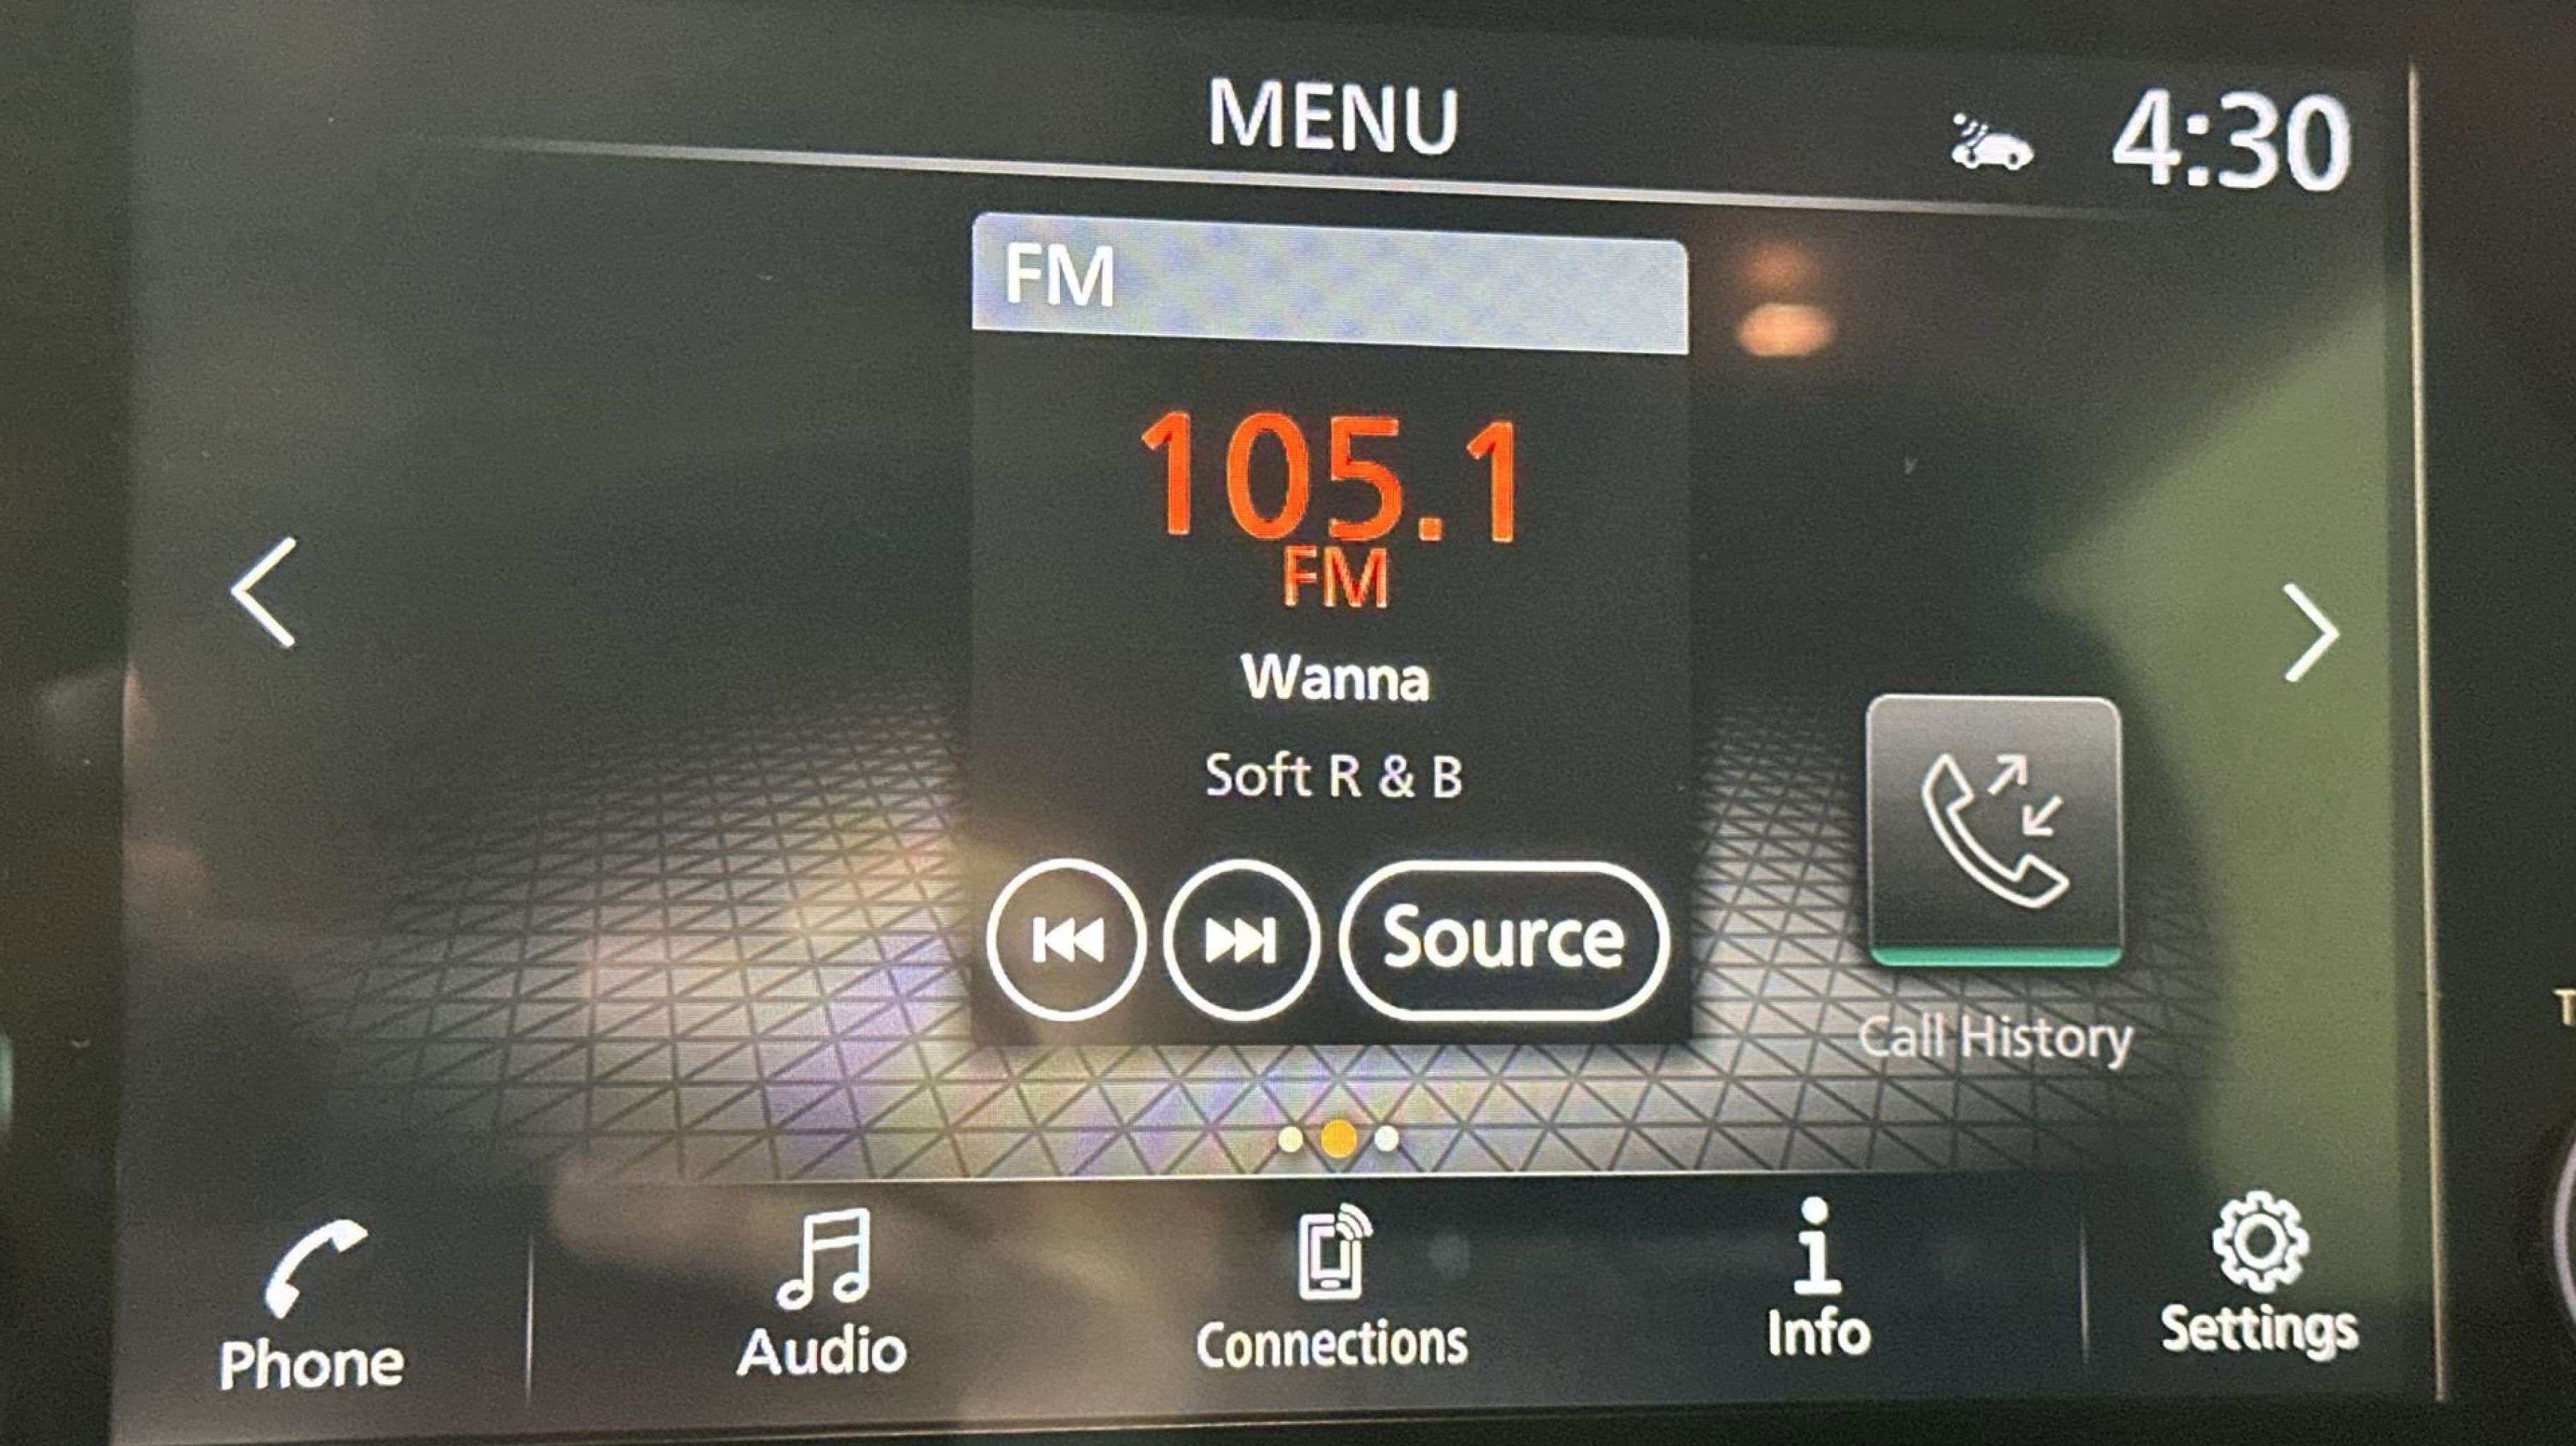 MENU
4:30
FM
105.1
FM
Wanna
Soft R & B
Source
Call History
Phone
Audio
Connections
Info
Settings